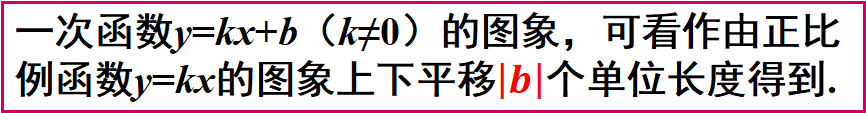 一次函数y=kx+b（k≠0）的图象，可看作由正比
例函数y=kx的图象上下平移|b|个单位长度得到.